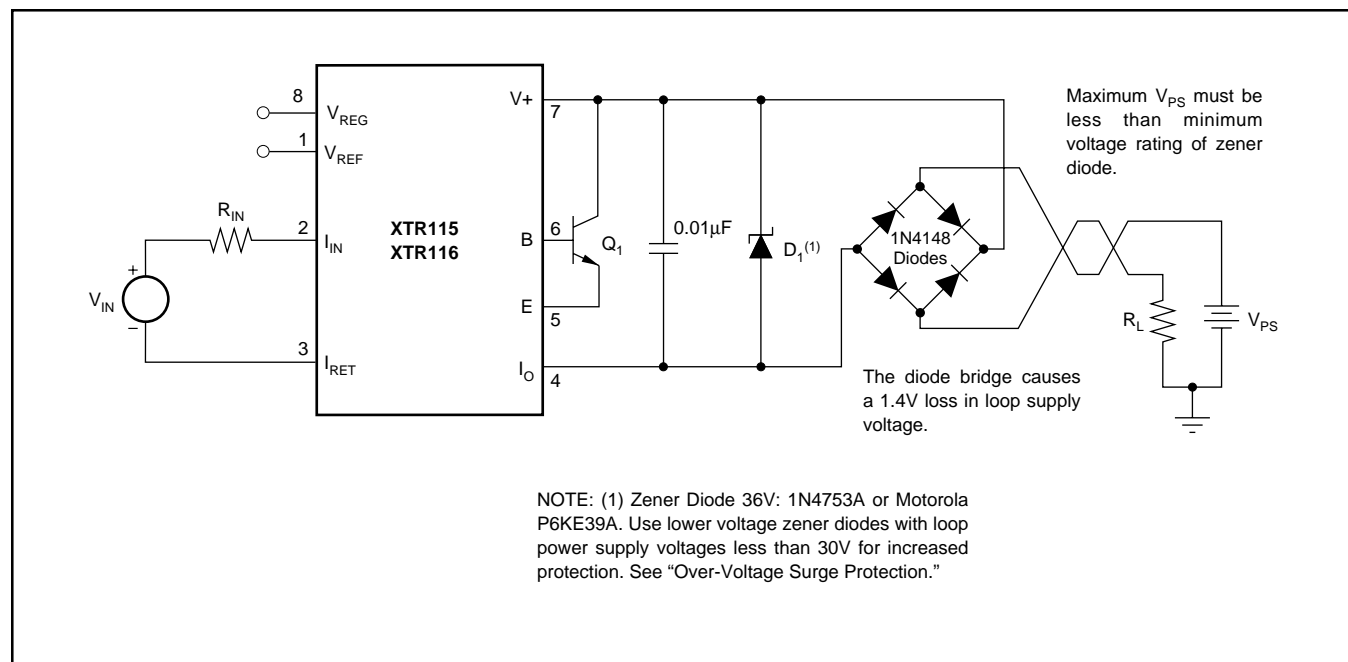 8
V_REG
1
V_REF
R_IN
2
I_IN
V_IN
+
–
3
I_RET
XTR115
XTR116
V+
7
6
B
Q_1
E
5
I_O
4
0.01µF
D_1^(1)
1N4148
Diodes
Maximum V_PS must be
less than minimum
voltage rating of zener
diode.
R_L
V_PS
The diode bridge causes
a 1.4V loss in loop supply
voltage.
NOTE: (1) Zener Diode 36V: 1N4753A or Motorola
P6KE39A. Use lower voltage zener diodes with loop
power supply voltages less than 30V for increased
protection. See “Over-Voltage Surge Protection.”